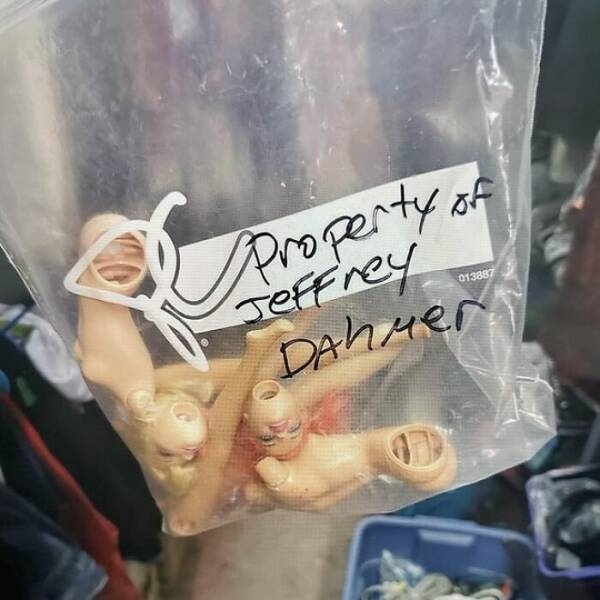 Property of
JEFFrey
013887
DAhMer